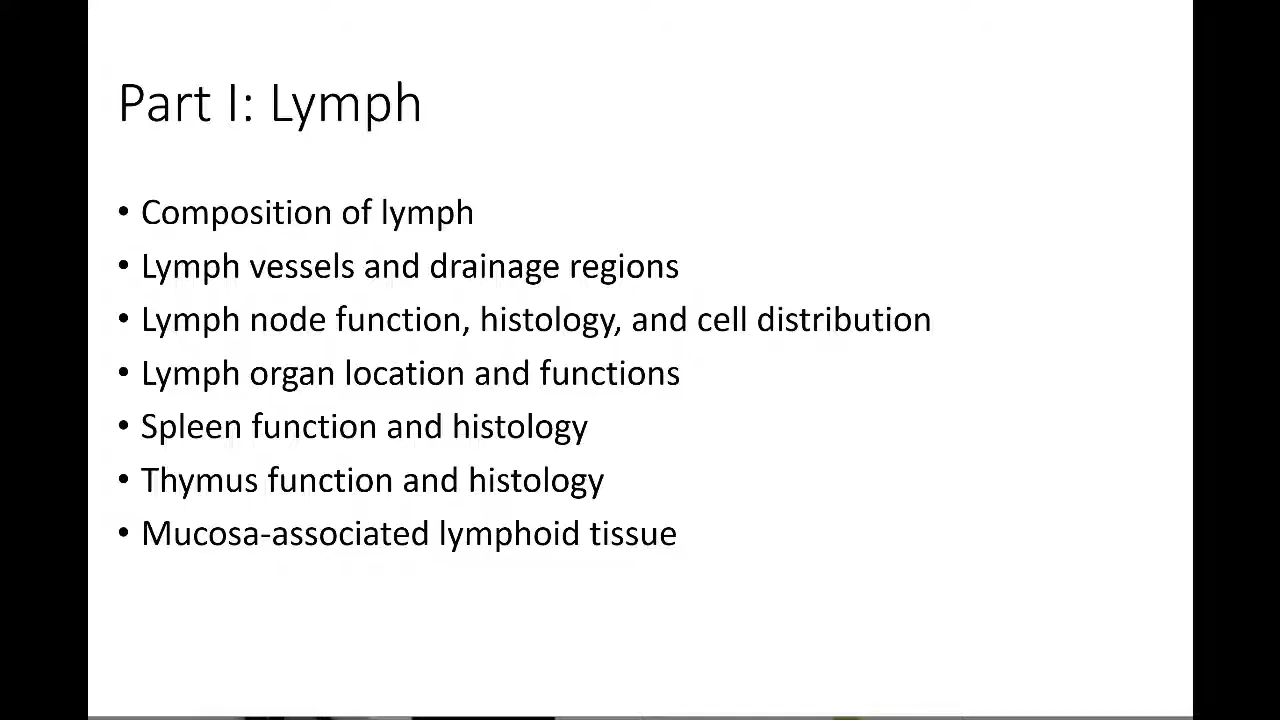 Part I: Lymph
• Composition of lymph
• Lymph vessels and drainage regions
• Lymph node function, histology, and cell distribution
• Lymph organ location and functions
• Spleen function and histology
• Thymus function and histology
• Mucosa-associated lymphoid tissue